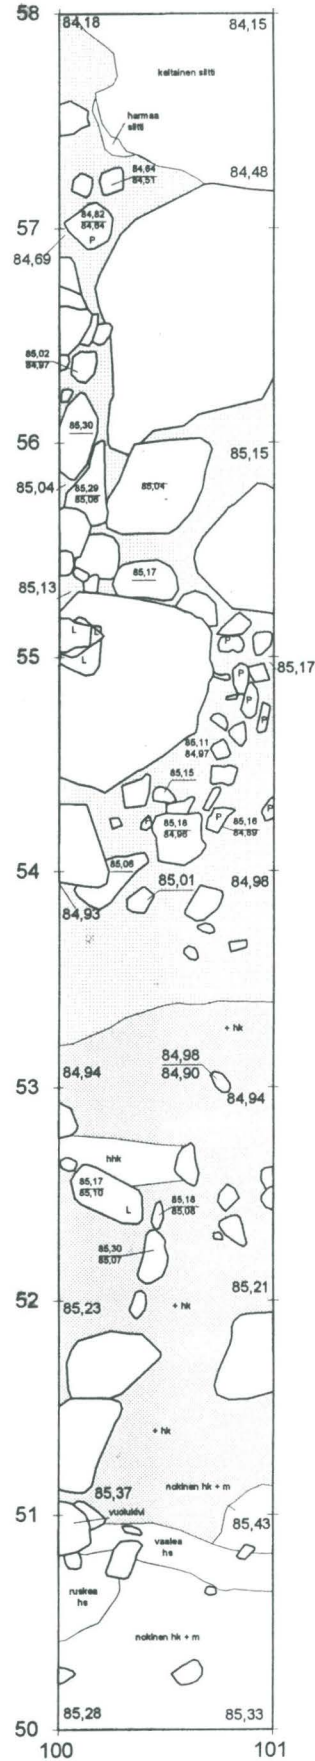 58
84,18
84,15
keltainen siltti
harmaa
siltti
84,48
84,64
84,51
57
84,82
84,64
P
84,69
85,02
84,97
56
85,30
85,15
85,04
85,29
85,06
85,04
85,17
85,13
L
L
L
P
P
55
85,17
P
P
85,11
84,97
85,15
P
85,18
84,96
P
85,16
84,89
54
85,06
85,01
84,98
84,93
+ hk
84,98
84,90
84,94
53
84,94
hhk
85,17
85,10
L
85,18
85,08
85,30
85,07
85,21
52
85,23
+ hk
+ hk
nokinen hk + m
85,37
51
vuolukivi
85,43
vaalea
hs
ruskea
hs
nokinen hk + m
85,28
85,33
50
100
101